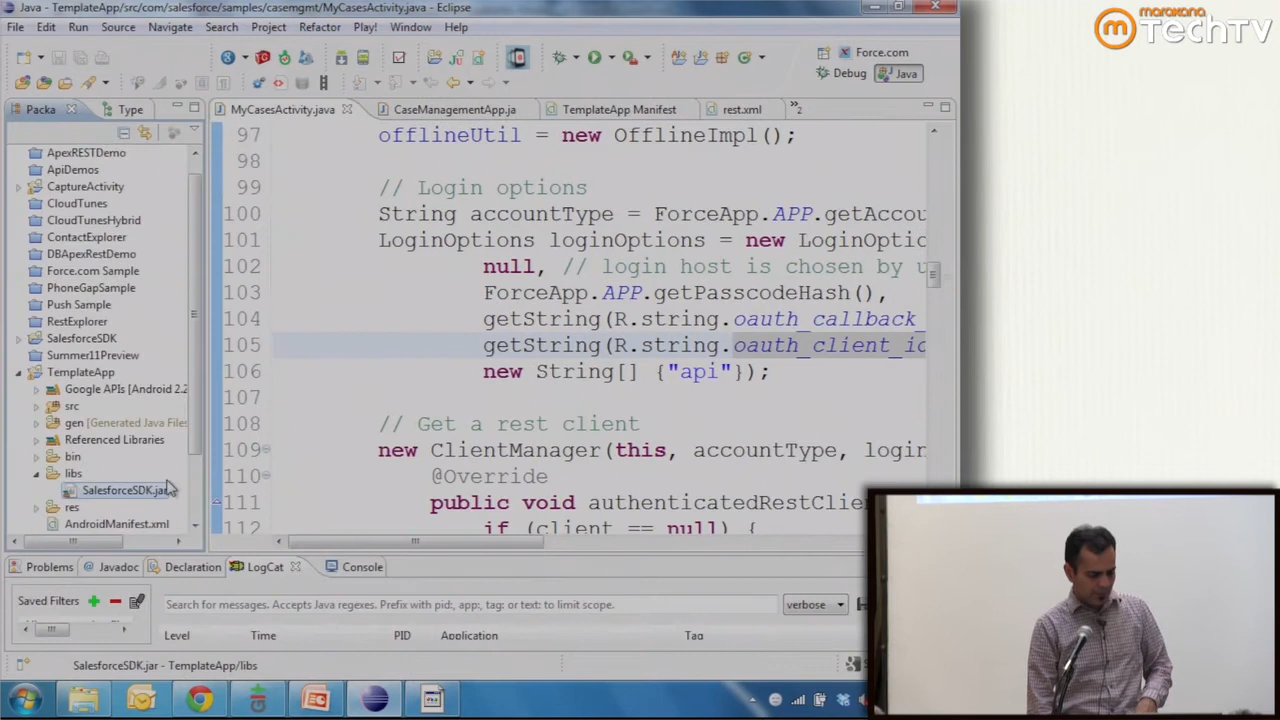 Java - TemplateApp/src/com/salesforce/samples/casemgmt/MyCasesActivity.java - Eclipse
File Edit Run Source Navigate Search Project Refactor Play! Window Help
marakana
TechTV
Force.com
Debug Java
Packa Type
MyCasesActivity.java CaseManagementApp.ja TemplateApp Manifest rest.xml »2
ApexRESTDemo
ApiDemos
CaptureActivity
CloudTunes
CloudTunesHybrid
ContactExplorer
DBApexRestDemo
Force.com Sample
PhoneGapSample
Push Sample
RestExplorer
SalesforceSDK
Summer11Preview
TemplateApp
Google APIs [Android 2.2
src
gen [Generated Java Files
Referenced Libraries
bin
libs
SalesforceSDK.jar
res
AndroidManifest.xml
97 offlineUtil = new OfflineImpl();
98
99 // Login options
100 String accountType = ForceApp.APP.getAccou
101 LoginOptions loginOptions = new LoginOptio
102 null, // login host is chosen by u
103 ForceApp.APP.getPasscodeHash(),
104 getString(R.string.oauth_callback_
105 getString(R.string.oauth_client_id
106 new String[] {"api"});
107
108 // Get a rest client
109 new ClientManager(this, accountType, login
110 @Override
111 public void authenticatedRestClien
112 if (client == null) {
Problems Javadoc Declaration LogCat Console
Saved Filters Search for messages. Accepts Java regexes. Prefix with pid:, app:, tag: or text: to limit scope. verbose
Level Time PID Application Tag
SalesforceSDK.jar - TemplateApp/libs